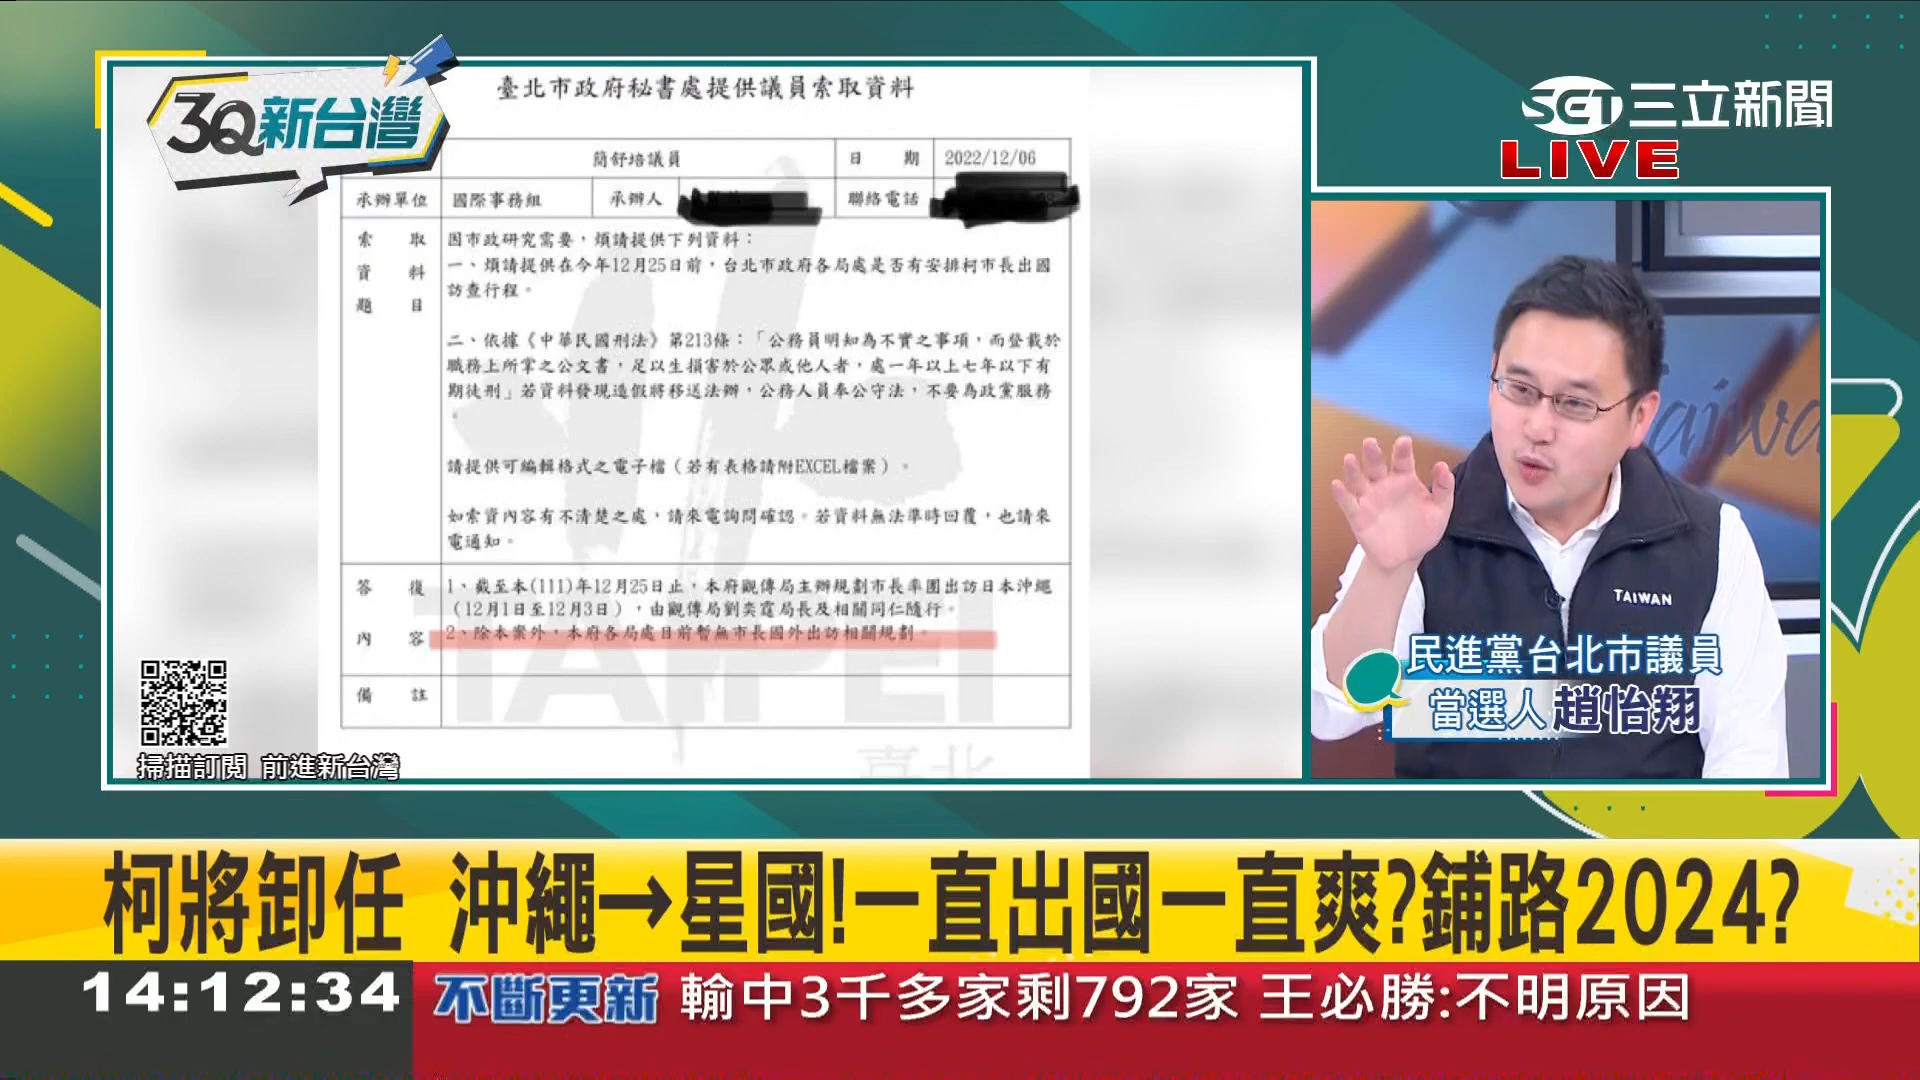 3Q新台灣
SET三立新聞
LIVE
臺北市政府秘書處提供議員索取資料
簡舒培議員 日 期 2022/12/06
承辦單位 國際事務組 承辦人 聯絡電話
索 取 資 料 題 目
因市政研究需要，煩請提供下列資料：
一、煩請提供在今年12月25日前，台北市政府各局處是否有安排柯市長出國
訪查行程。
二、依據《中華民國刑法》第213條：「公務員明知為不實之事項，而登載於
職務上所掌之公文書，足以生損害於公眾或他人者，處一年以上七年以下有
期徒刑」若資料發現造假將移送法辦，公務人員奉公守法，不要為政黨服務
。
請提供可編輯格式之電子檔（若有表格請附EXCEL檔案）。
如索資內容有不清楚之處，請來電詢問確認。若資料無法準時回覆，也請來
電通知。
答 復 內 容
1、截至本(111)年12月25日止，本府觀傳局主辦規劃市長率團出訪日本沖繩
（12月1日至12月3日），由觀傳局劉奕霆局長及相關同仁隨行。
2、除本案外，本府各局處目前暫無市長國外出訪相關規劃。
備 註
TAIPEI
臺北
掃描訂閱 前進新台灣
Taiwa
TAIWAN
民進黨台北市議員
當選人趙怡翔
柯將卸任 沖繩→星國!一直出國一直爽?鋪路2024?
14:12:34 不斷更新 輸中3千多家剩792家 王必勝:不明原因